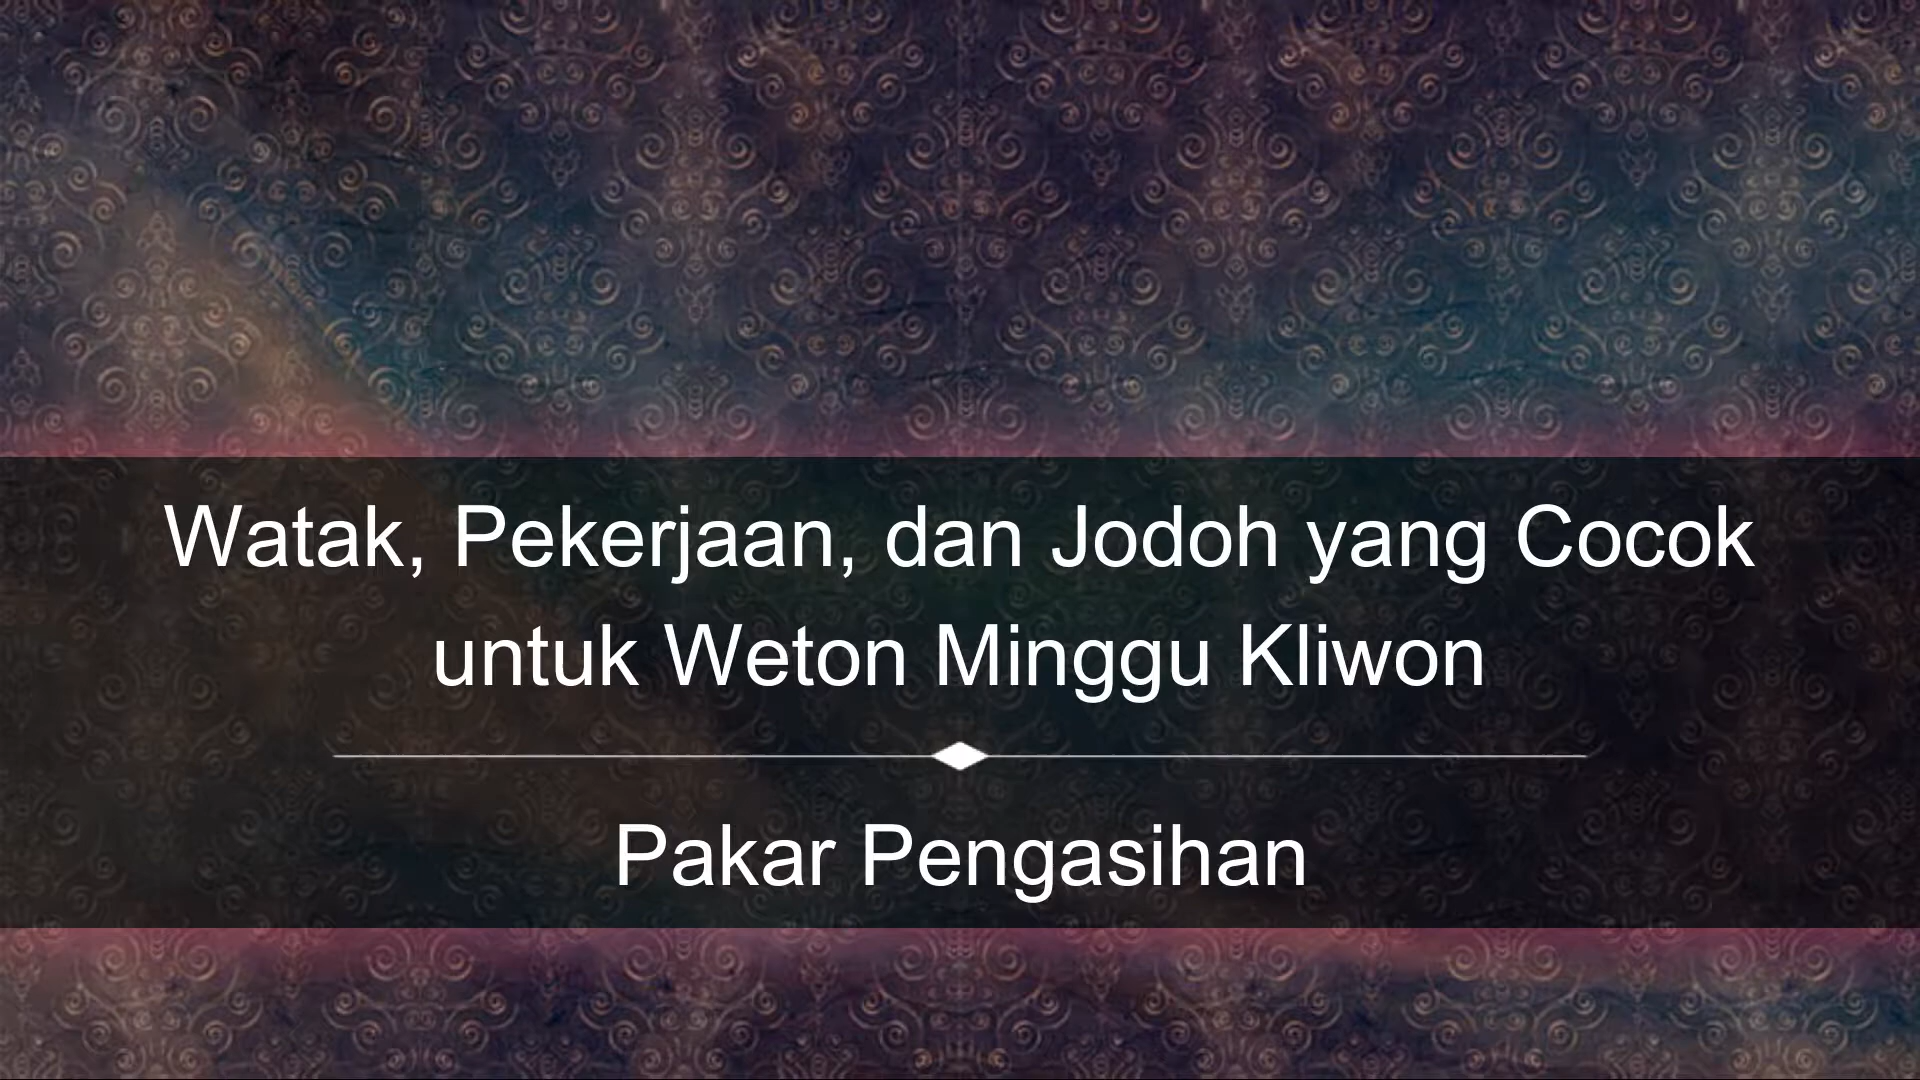 Watak, Pekerjaan, dan Jodoh yang Cocok
untuk Weton Minggu Kliwon
Pakar Pengasihan